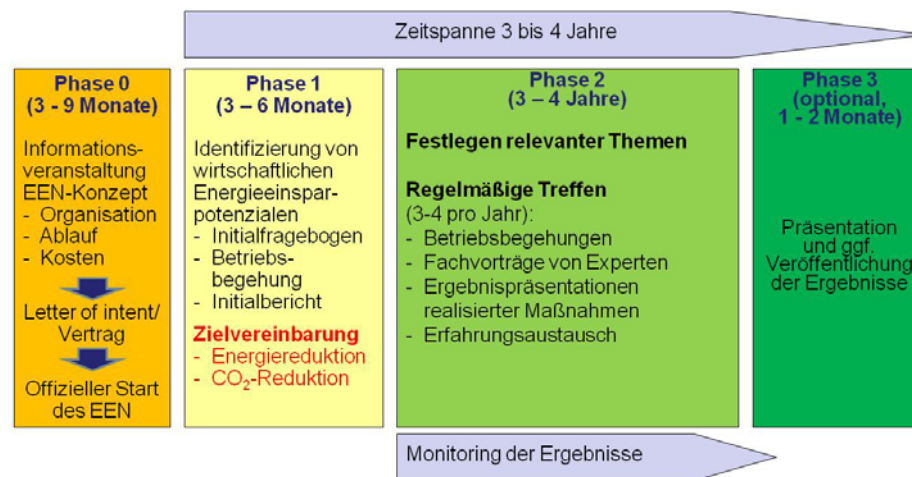 Zeitspanne 3 bis 4 Jahre
Phase 0
(3 - 9 Monate)
Informations-
veranstaltung
EEN-Konzept
- Organisation
- Ablauf
- Kosten
Letter of intent/
Vertrag
Offizieller Start
des EEN
Phase 1
(3 – 6 Monate)
Identifizierung von
wirtschaftlichen
Energieeinspar-
potenzialen
- Initialfragebogen
- Betriebs-
begehung
- Initialbericht
Zielvereinbarung
- Energiereduktion
- CO₂-Reduktion
Phase 2
(3 – 4 Jahre)
Festlegen relevanter Themen
Regelmäßige Treffen
(3-4 pro Jahr):
- Betriebsbegehungen
- Fachvorträge von Experten
- Ergebnispräsentationen
realisierter Maßnahmen
- Erfahrungsaustausch
Phase 3
(optional,
1 - 2 Monate)
Präsentation
und ggf.
Veröffentlichung
der Ergebnisse
Monitoring der Ergebnisse